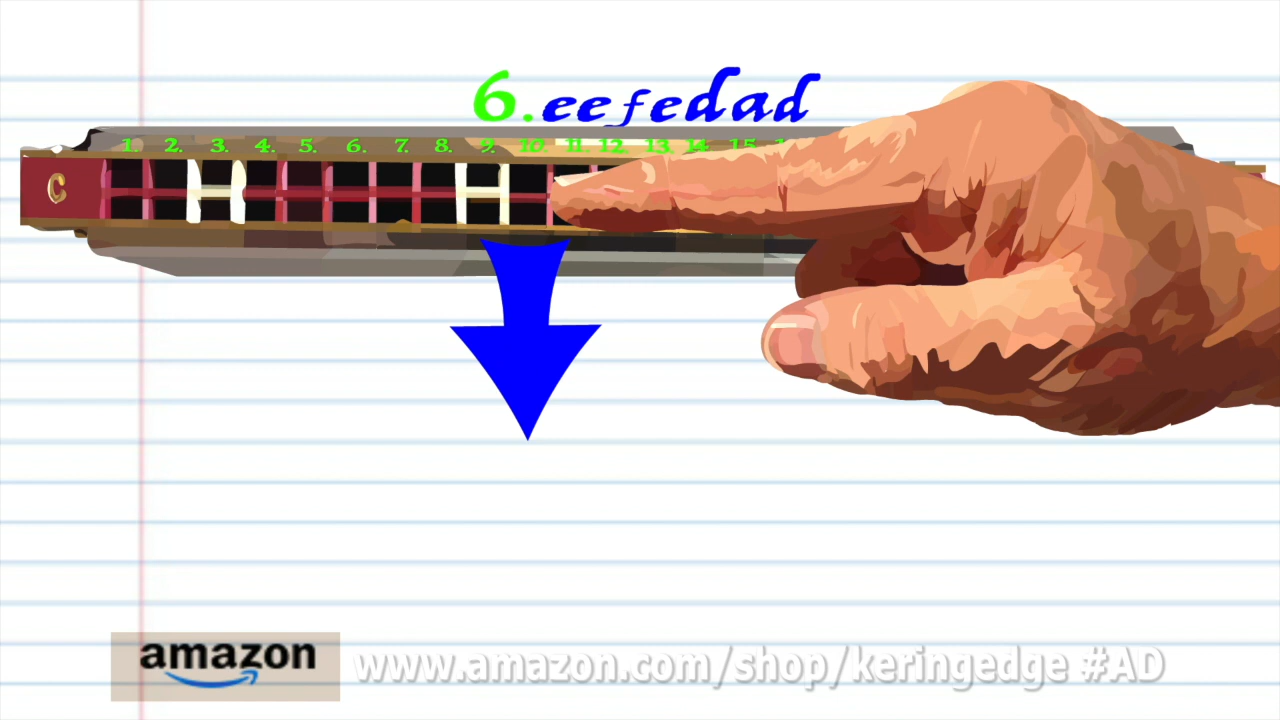 6. eefedad
1. 2. 3. 4. 5. 6. 7. 8. 9. 10. 11. 12. 13. 14. 15.
C
amazon www.amazon.com/shop/keringedge #AD